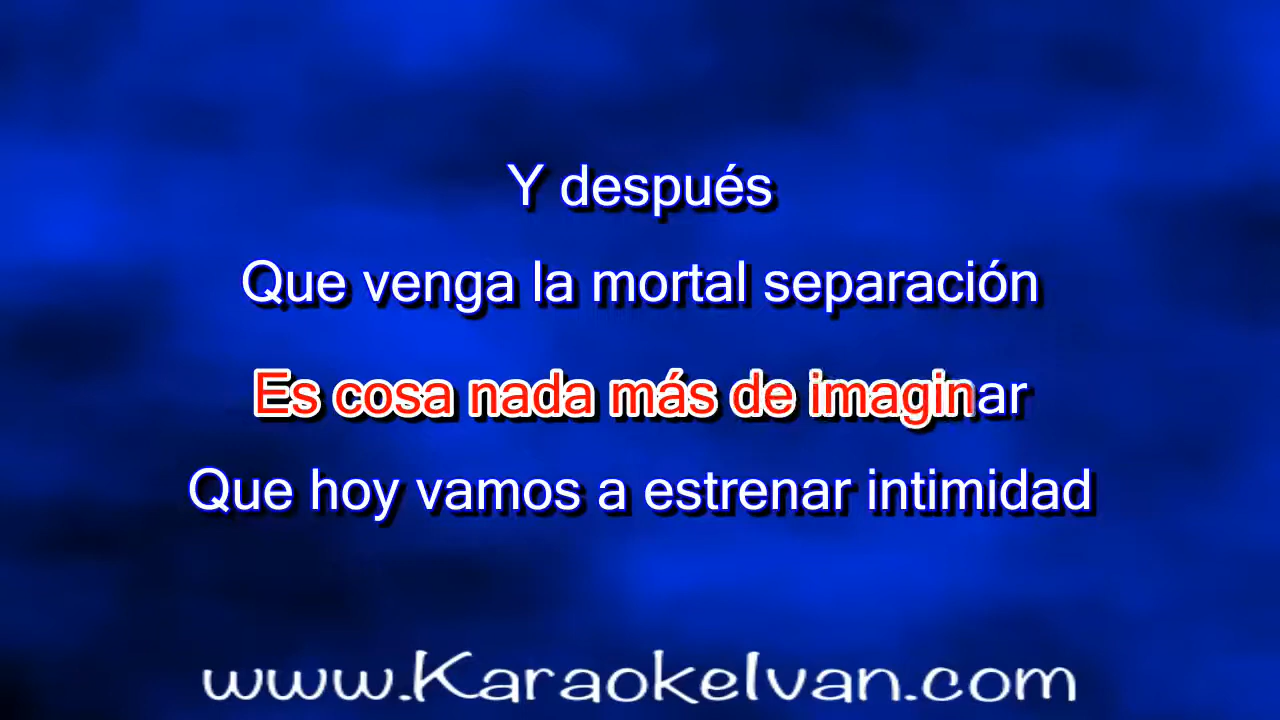 Y después
Que venga la mortal separación
Es cosa nada más de imaginar
Que hoy vamos a estrenar intimidad
www.KaraokeIvan.com